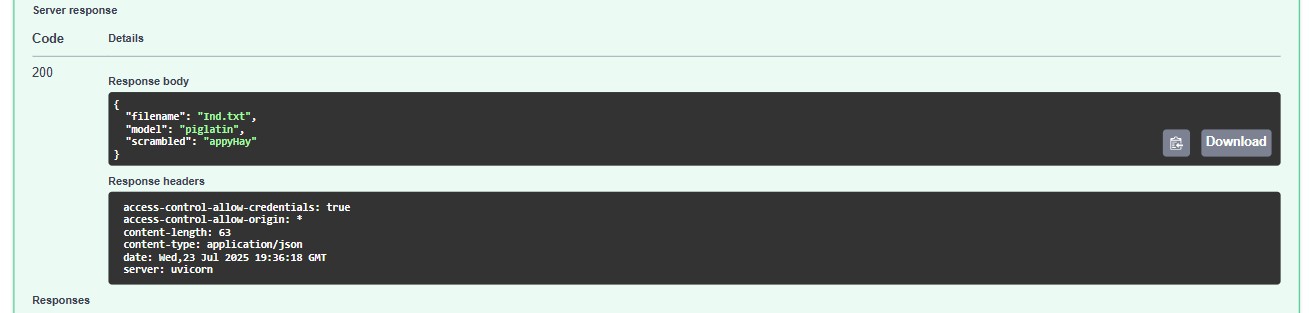 Server response
Code Details
200
Response body
{
"filename": "Ind.txt",
"model": "piglatin",
"scrambled": "appyHay"
}
Download
Response headers
access-control-allow-credentials: true
access-control-allow-origin: *
content-length: 63
content-type: application/json
date: Wed,23 Jul 2025 19:36:18 GMT
server: uvicorn
Responses